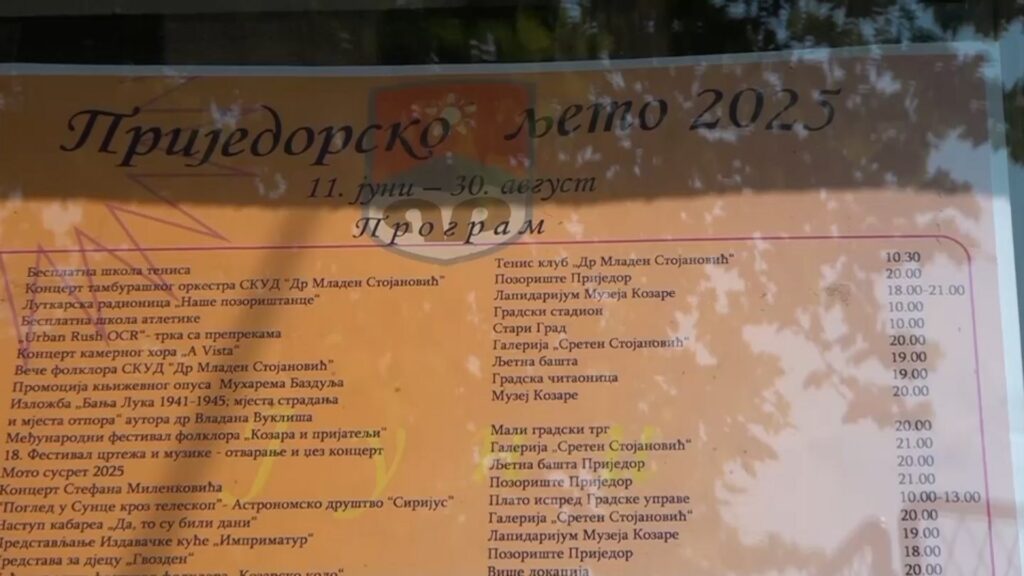 Приједорско љето 2025
11. јуни – 30. август
Програм
Бесплатна школа тениса Тенис клуб „Др Младен Стојановић“ 10.30
Концерт тамбурашког оркестра СКУД "Др Младен Стојановић“ Позориште Приједор 20.00
Луткарска радионица „Наше позориштанце“ Лапидаријум Музеја Козаре 18.00-21.00
Бесплатна школа атлетике Градски стадион 10.00
„Urban Rush OCR“- трка са препрекама Стари Град 10.00
Концерт камерног хора „A Vista“ Галерија „Сретен Стојановић“ 20.00
Вече фолклора СКУД "Др Младен Стојановић“ Љетна башта 19.00
Промоција књижевног опуса Мухарема Баздуља Градска читаоница 19.00
Изложба „Бања Лука 1941-1945; мјеста страдања Музеј Козаре 20.00
и мјеста отпора“ аутора др Владана Вуклиша
Међународни фестивал фолклора „Козара и пријатељи“ Мали градски трг 20.00
18. Фестивал цртежа и музике - отварање и џез концерт Галерија „Сретен Стојановић“ 21.00
Мото сусрет 2025 Љетна башта Приједор 20.00
Концерт Стефана Миленковића Позориште Приједор 21.00
"Поглед у Сунце кроз телескоп"- Астрономско друштво "Сиријус" Плато испред Градске управе 10.00-13.00
Наступ кабареа „Да, то су били дани“ Галерија „Сретен Стојановић“ 20.00
Представљање Издавачке куће „Имприматур“ Лапидаријум Музеја Козаре 19.00
Представа за дјецу „Гвозден“ Позориште Приједор 18.00
фестивал фолклора „Козарско коло“ Више локација 20.00